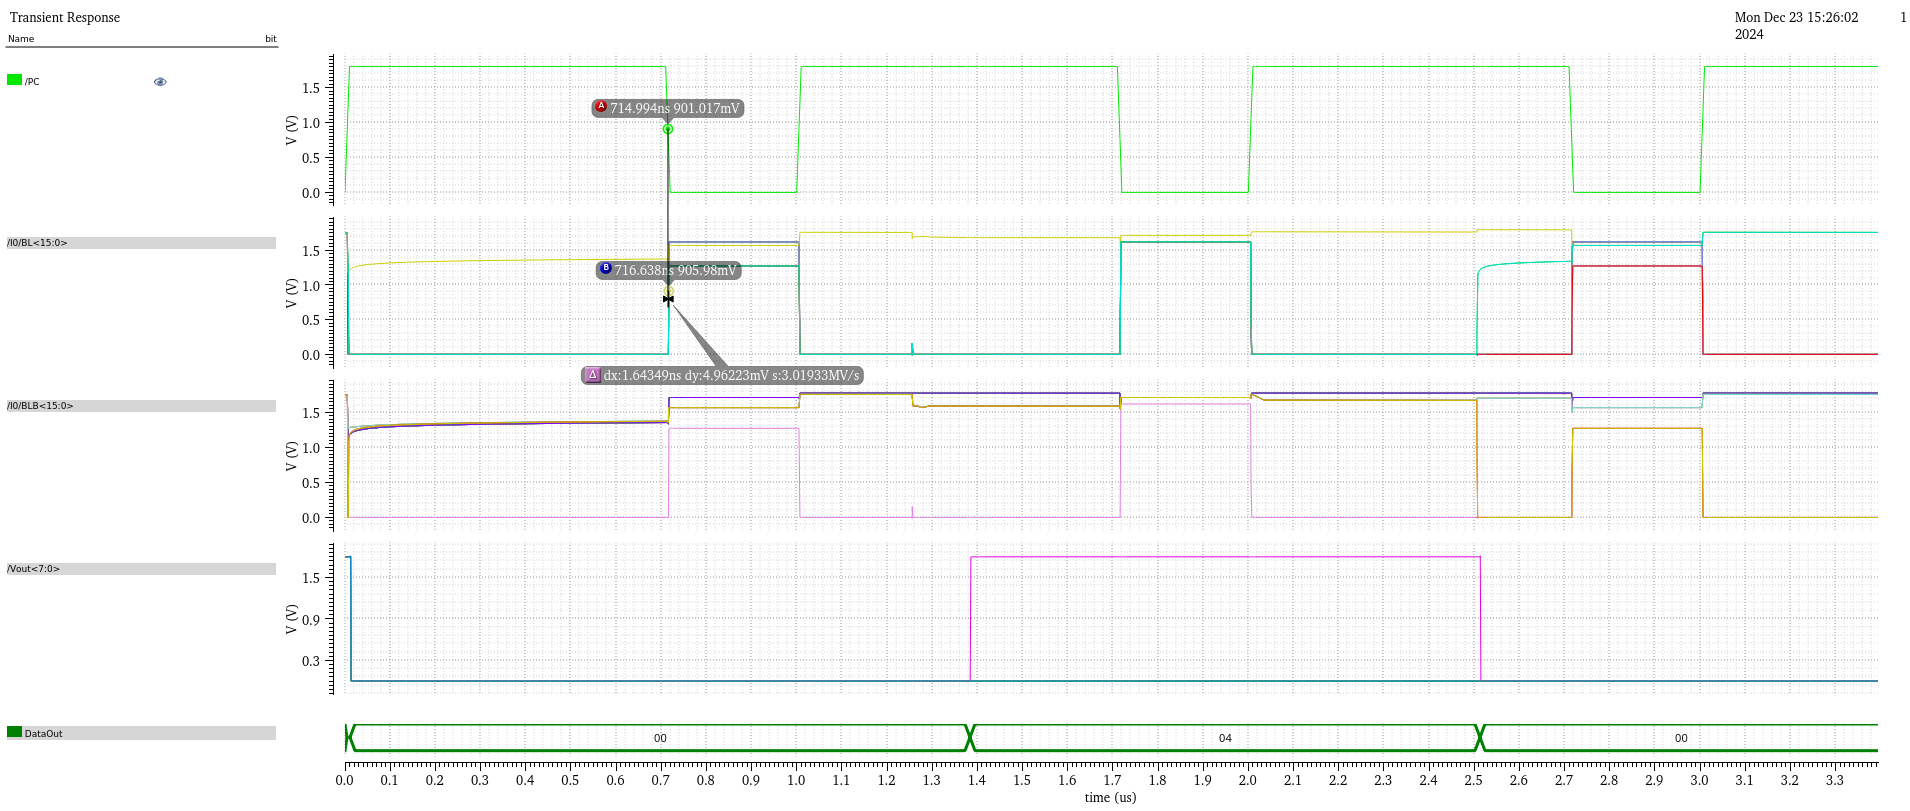 Transient Response
Mon Dec 23 15:26:02 1
2024
Name bit
/PC
1.5
1.0
0.5
0.0
V (V)
A 714.994ns 901.017mV
/I0/BL<15:0>
1.5
1.0
0.5
0.0
V (V)
B 716.638ns 905.98mV
Δ dx:1.64349ns dy:4.96223mV s:3.01933MV/s
/I0/BLB<15:0>
1.5
1.0
0.5
0.0
V (V)
/Vout<7:0>
1.5
0.9
0.3
V (V)
DataOut
00 04 00
0.0 0.1 0.2 0.3 0.4 0.5 0.6 0.7 0.8 0.9 1.0 1.1 1.2 1.3 1.4 1.5 1.6 1.7 1.8 1.9 2.0 2.1 2.2 2.3 2.4 2.5 2.6 2.7 2.8 2.9 3.0 3.1 3.2 3.3
time (us)